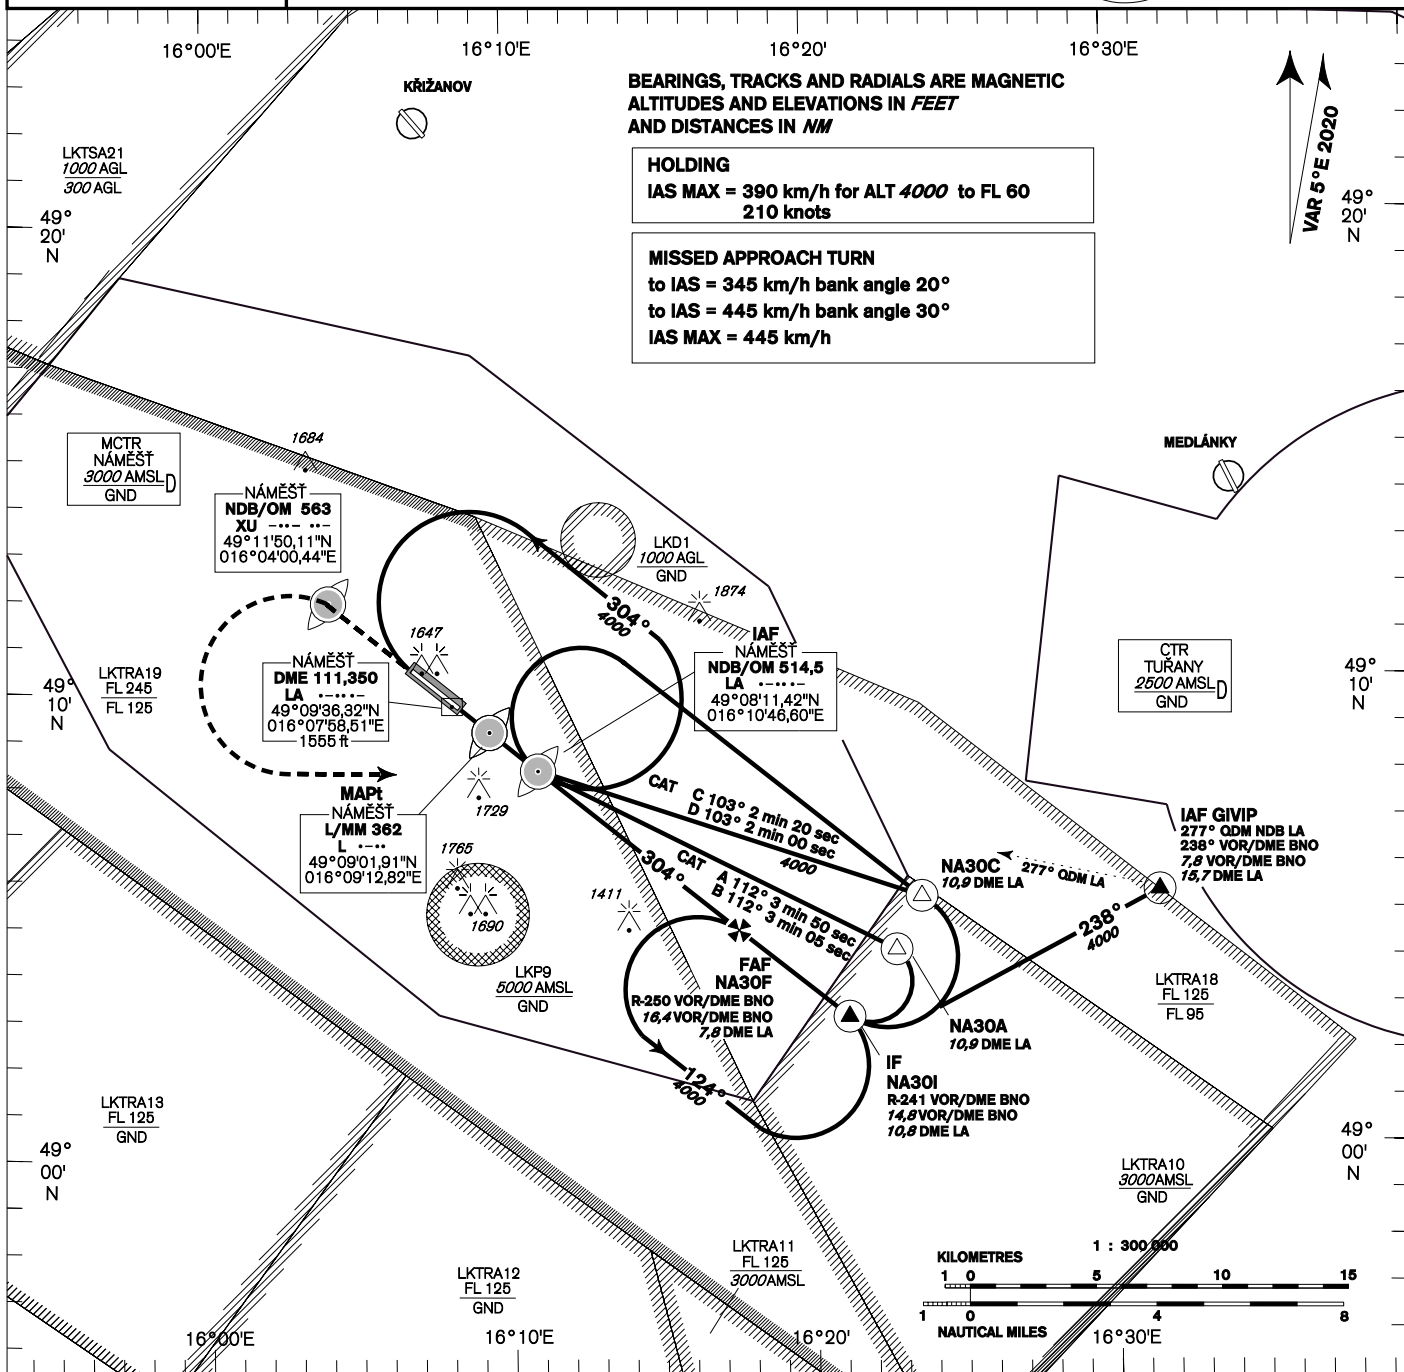 16°00'E
16°10'E
16°20'
16°30'E
KŘIŽANOV
BEARINGS, TRACKS AND RADIALS ARE MAGNETIC
ALTITUDES AND ELEVATIONS IN FEET
AND DISTANCES IN NM
VAR 5°E 2020
LKTSA21
1000 AGL
300 AGL
HOLDING
IAS MAX = 390 km/h for ALT 4000 to FL 60
210 knots
49°
20'
N
49°
20'
N
MISSED APPROACH TURN
to IAS = 345 km/h bank angle 20°
to IAS = 445 km/h bank angle 30°
IAS MAX = 445 km/h
MCTR
NÁMĚŠŤ
3000 AMSL D
GND
1684
MEDLÁNKY
NÁMĚŠŤ
NDB/OM 563
XU -··- ··-
49°11'50,11"N
016°04'00,44"E
LKD1
1000 AGL
GND
1874
304°
4000
1647
IAF
NÁMĚŠŤ
NDB/OM 514,5
LA ·-·· ·-
49°08'11,42"N
016°10'46,60"E
CTR
TUŘANY
2500 AMSL D
GND
LKTRA19
FL 245
FL 125
NÁMĚŠŤ
DME 111,350
LA ·-·· ·-
49°09'36,32"N
016°07'58,51"E
1555 ft
49°
10'
N
49°
10'
N
MAPt
NÁMĚŠŤ
L/MM 362
L ·-··
49°09'01,91"N
016°09'12,82"E
1729
CAT C 103° 2 min 20 sec
D 103° 2 min 00 sec
4000
IAF GIVIP
277° QDM NDB LA
238° VOR/DME BNO
7,8 VOR/DME BNO
15,7 DME LA
1765
304°
CAT A 112° 3 min 50 sec
B 112° 3 min 05 sec
NA30C
10,9 DME LA
277° QDM LA
1411
1690
238°
4000
LKP9
5000 AMSL
GND
FAF
NA30F
R-250 VOR/DME BNO
16,4 VOR/DME BNO
7,8 DME LA
LKTRA18
FL 125
FL 95
NA30A
10,9 DME LA
124°
4000
IF
NA30I
R-241 VOR/DME BNO
14,8 VOR/DME BNO
10,8 DME LA
LKTRA13
FL 125
GND
49°
00'
N
49°
00'
N
LKTRA10
3000AMSL
GND
LKTRA11
FL 125
3000AMSL
LKTRA12
FL 125
GND
1 : 300 000
KILOMETRES
1 0 5 10 15
1 0 4 8
NAUTICAL MILES
16°00'E
16°10'E
16°20'
16°30'E